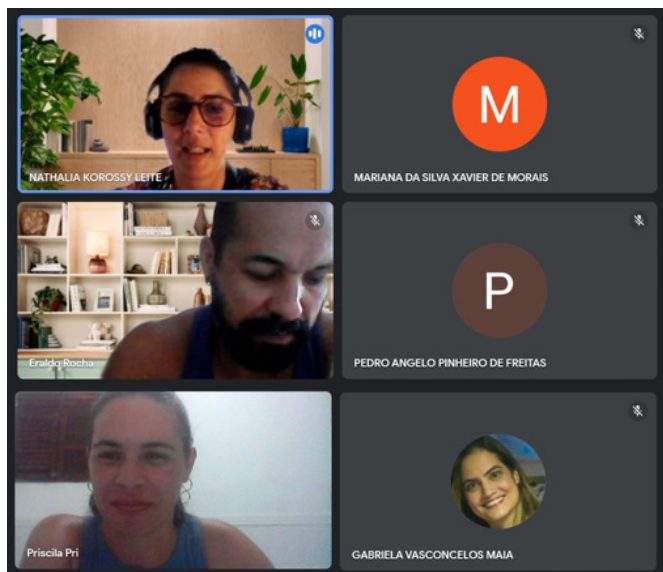 NATHALIA KOROSSY LEITE
M
MARIANA DA SILVA XAVIER DE MORAIS
Eraldo Rocha
P
PEDRO ANGELO PINHEIRO DE FREITAS
Priscila Pri
GABRIELA VASCONCELOS MAIA